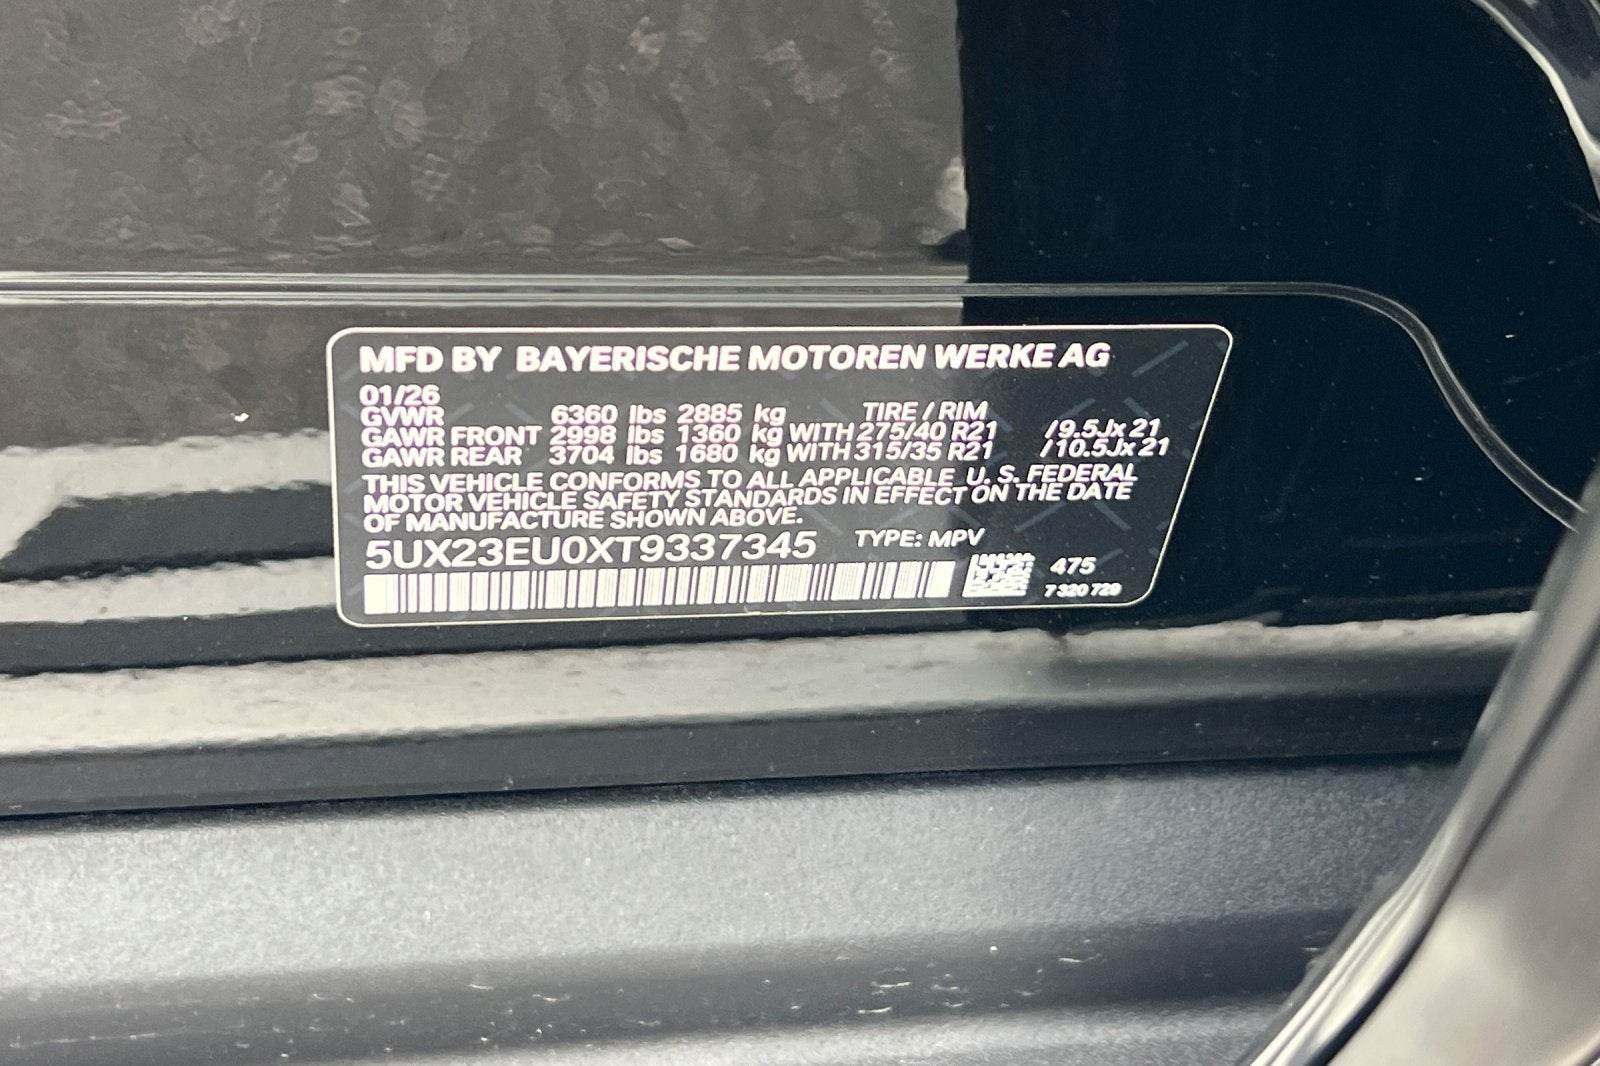 MFD BY BAYERISCHE MOTOREN WERKE AG
01/26
GVWR 6360 lbs 2885 kg TIRE / RIM
GAWR FRONT 2998 lbs 1360 kg WITH 275/40 R21 /9.5Jx 21
GAWR REAR 3704 lbs 1680 kg WITH 315/35 R21 /10.5Jx 21
THIS VEHICLE CONFORMS TO ALL APPLICABLE U. S. FEDERAL
MOTOR VEHICLE SAFETY STANDARDS IN EFFECT ON THE DATE
OF MANUFACTURE SHOWN ABOVE.
5UX23EU0XT9337345 TYPE: MPV
475
7 320 729